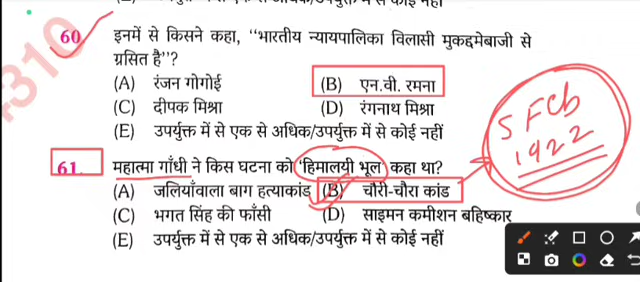 60. इनमें से किसने कहा, “भारतीय न्यायपालिका विलासी मुकद्दमेबाजी से
ग्रसित है”?
(A) रंजन गोगोई (B) एन.वी. रमना
(C) दीपक मिश्रा (D) रंगनाथ मिश्रा
(E) उपर्युक्त में से एक से अधिक/उपर्युक्त में से कोई नहीं
5 Feb
1922
61. महात्मा गाँधी ने किस घटना को ‘हिमालयी भूल’ कहा था?
(A) जलियाँवाला बाग हत्याकांड (B) चौरी-चौरा कांड
(C) भगत सिंह की फाँसी (D) साइमन कमीशन बहिष्कार
(E) उपर्युक्त में से एक से अधिक/उपर्युक्त में से कोई नहीं
310